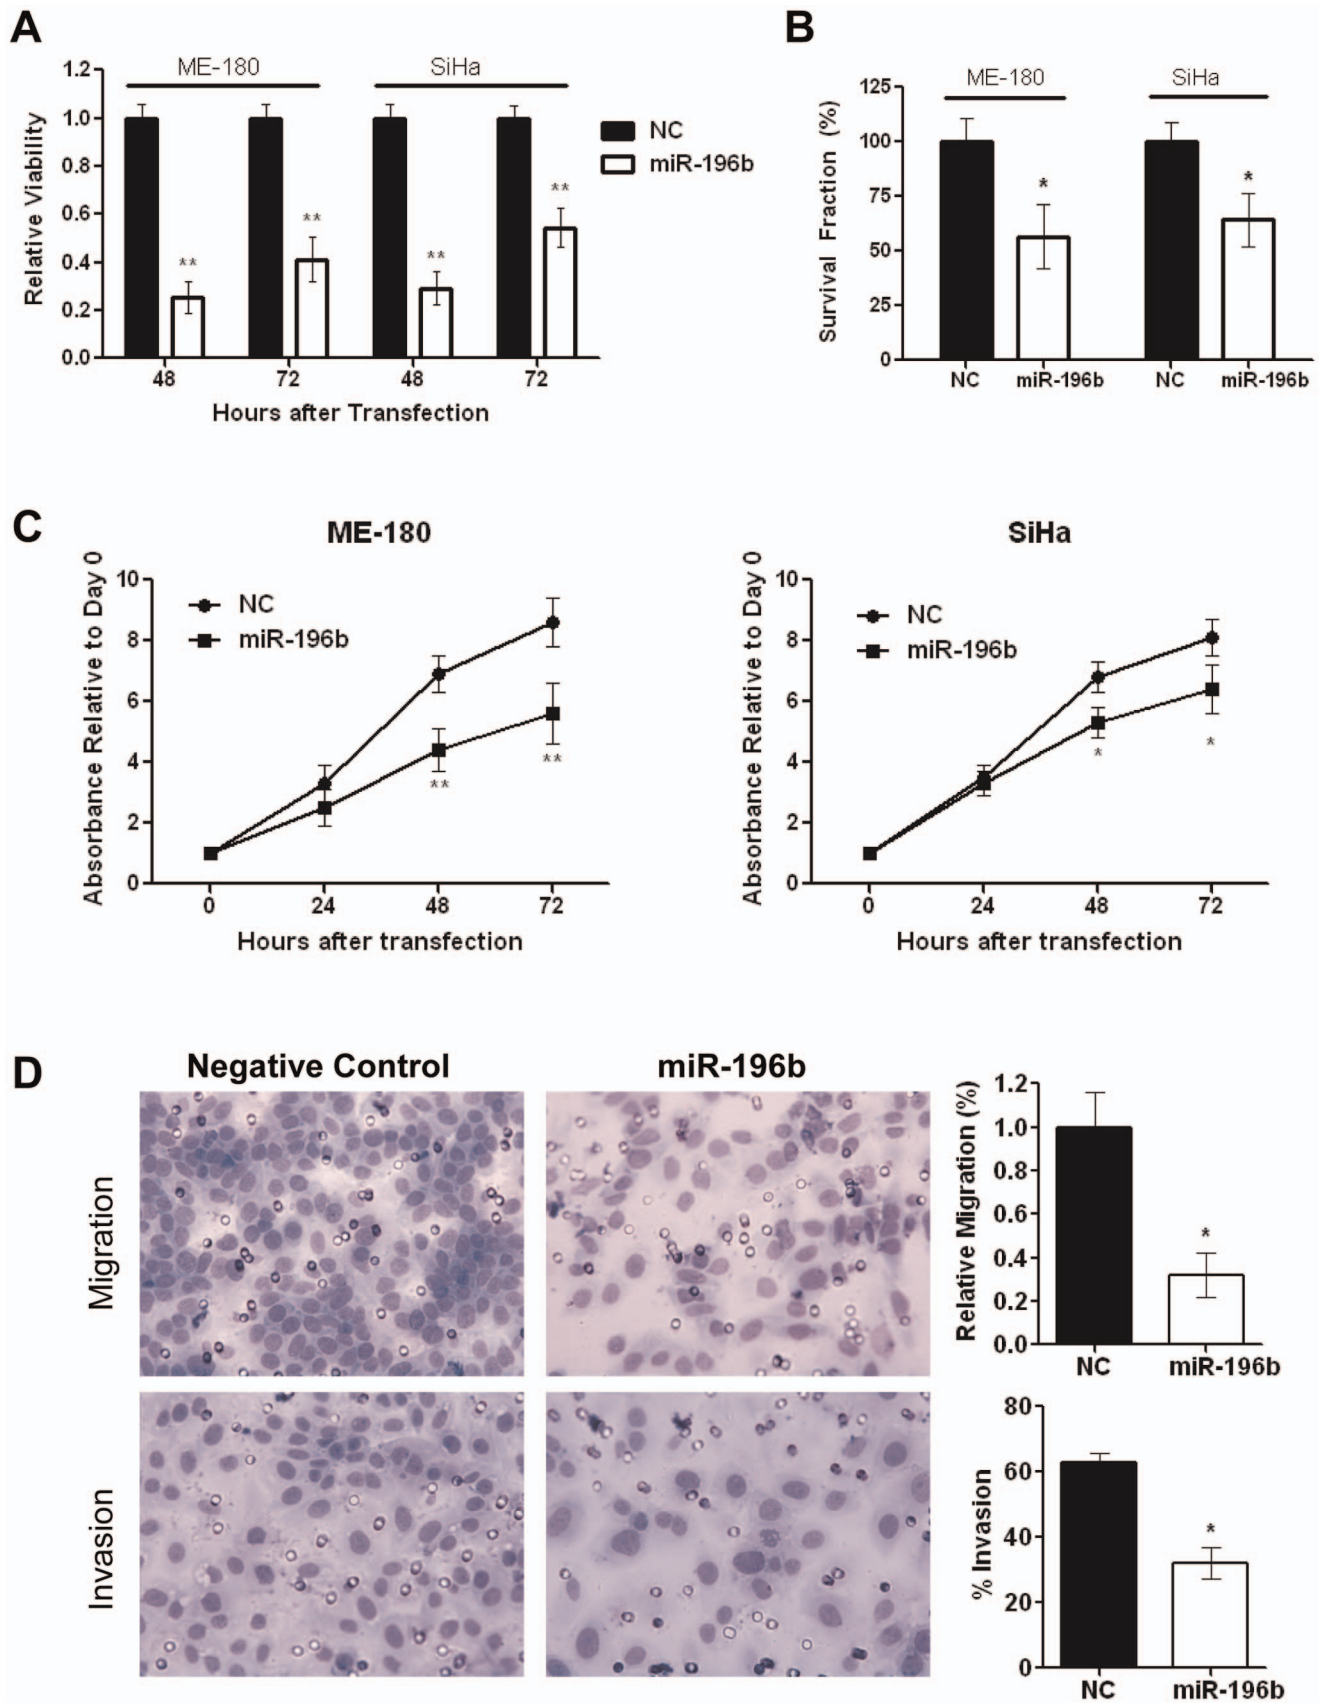 A
ME-180 SiHa
1.2
1.0
0.8
0.6
0.4
0.2
0.0
Relative Viability
** ** ** **
48 72 48 72
Hours after Transfection
NC
miR-196b
B
ME-180 SiHa
125
100
75
50
25
0
Survival Fraction (%)
* *
NC miR-196b NC miR-196b
C
ME-180
10
8
6
4
2
0
Absorbance Relative to Day 0
NC
miR-196b
** **
0 24 48 72
Hours after transfection
SiHa
10
8
6
4
2
0
Absorbance Relative to Day 0
NC
miR-196b
* *
0 24 48 72
Hours after transfection
D
Negative Control miR-196b
Migration
Invasion
1.2
1.0
0.8
0.6
0.4
0.2
0.0
Relative Migration (%)
*
NC miR-196b
80
60
40
20
0
% Invasion
*
NC miR-196b